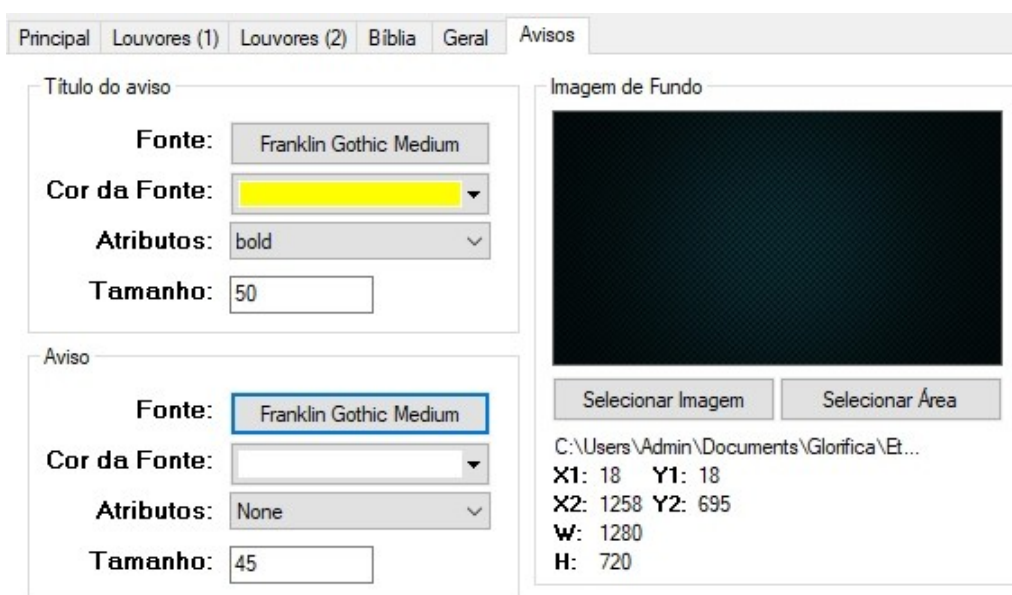 Principal Louvores (1) Louvores (2) Bíblia Geral Avisos
Título do aviso
Fonte: Franklin Gothic Medium
Cor da Fonte:
Atributos: bold
Tamanho: 50
Aviso
Fonte: Franklin Gothic Medium
Cor da Fonte:
Atributos: None
Tamanho: 45
Imagem de Fundo
Selecionar Imagem Selecionar Área
C:\Users\Admin\Documents\Glorifica\Et...
X1: 18 Y1: 18
X2: 1258 Y2: 695
W: 1280
H: 720